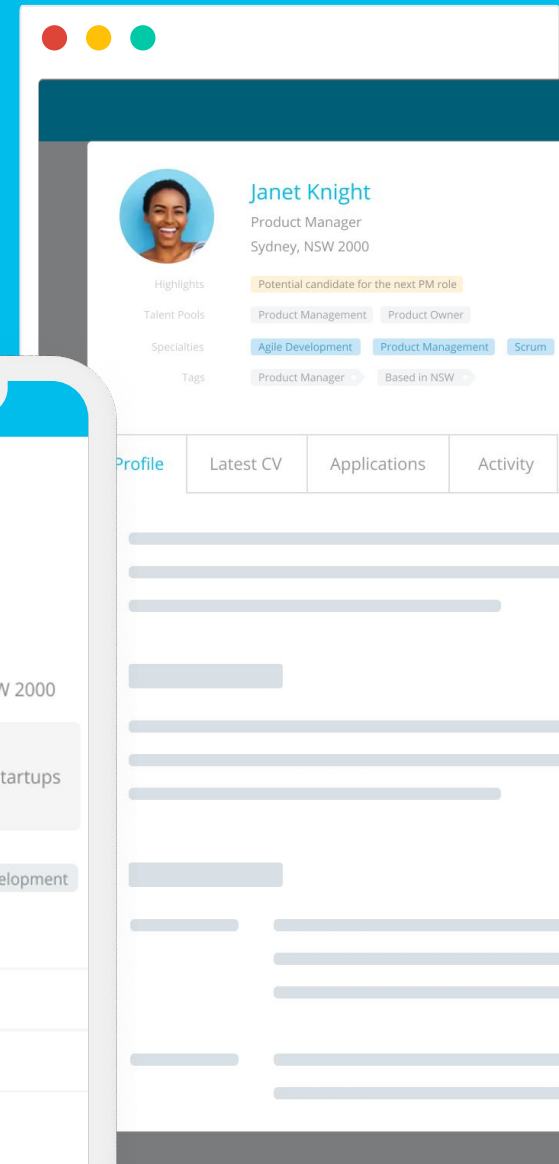 Janet Knight
Product Manager
Sydney, NSW 2000
Highlights Potential candidate for the next PM role
Talent Pools Product Management Product Owner
Specialties Agile Development Product Management Scrum
Tags Product Manager Based in NSW
Profile Latest CV Applications Activity
W 2000
tartups
elopment